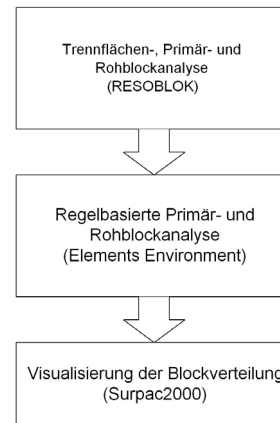 Trennflächen-, Primär- und
Rohblockanalyse
(RESOBLOK)
Regelbasierte Primär- und
Rohblockanalyse
(Elements Environment)
Visualisierung der Blockverteilung
(Surpac2000)